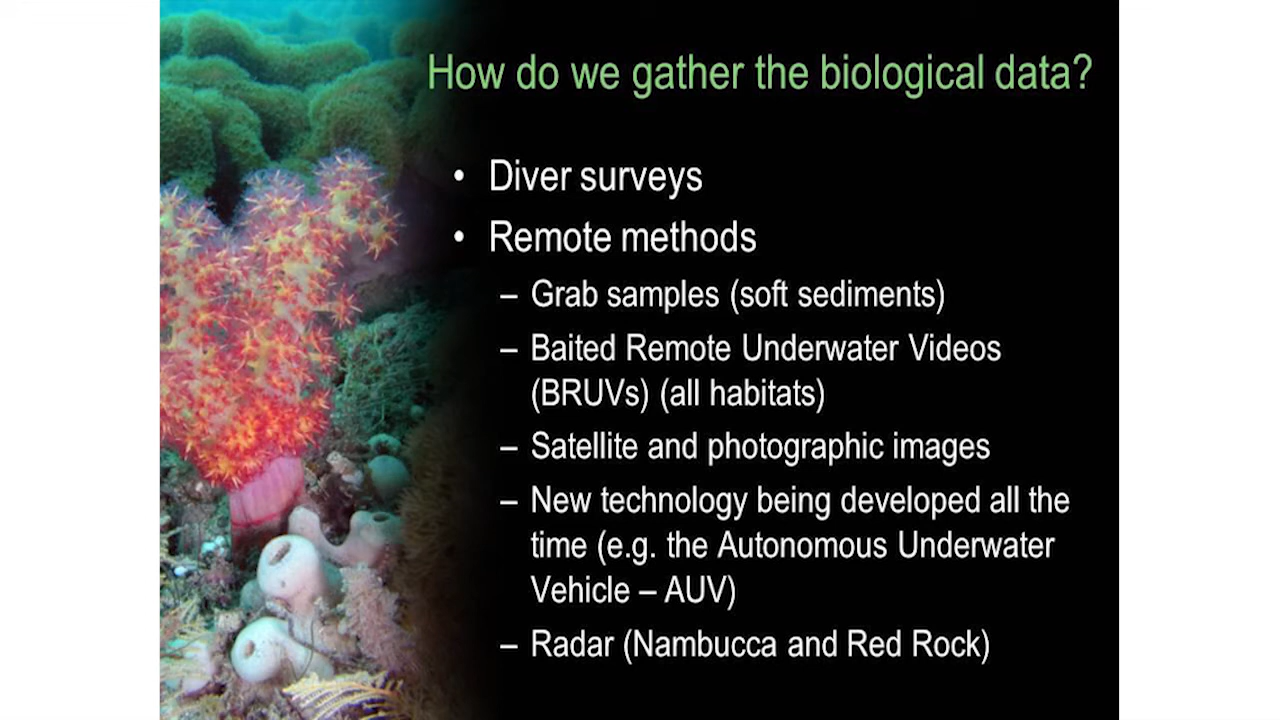 How do we gather the biological data?
• Diver surveys
• Remote methods
– Grab samples (soft sediments)
– Baited Remote Underwater Videos
(BRUVs) (all habitats)
– Satellite and photographic images
– New technology being developed all the
time (e.g. the Autonomous Underwater
Vehicle – AUV)
– Radar (Nambucca and Red Rock)